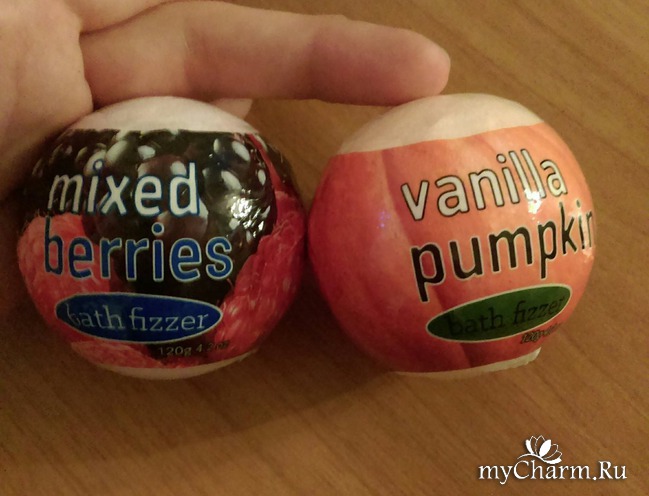 mixed
berries
bath fizzer
120g
vanilla
pumpkin
bath fizzer
myCharm.Ru